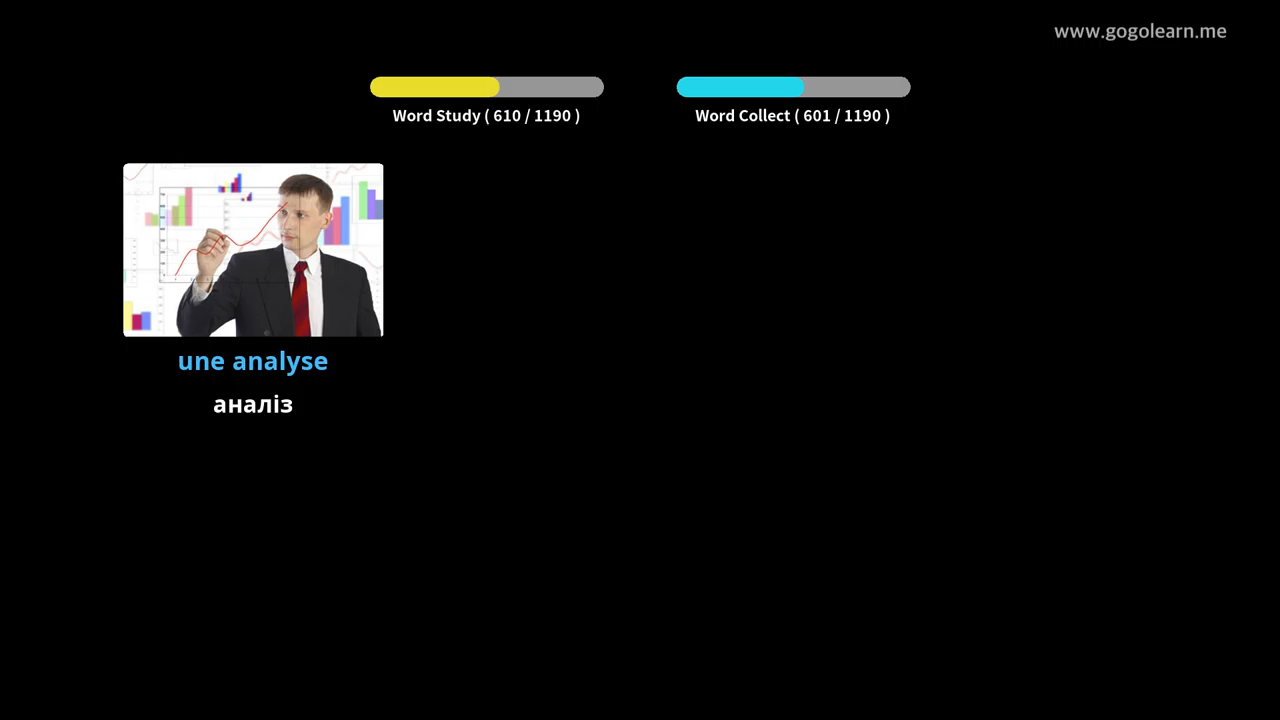 www.gogolearn.me
Word Study ( 610 / 1190 )
Word Collect ( 601 / 1190 )
une analyse
аналіз